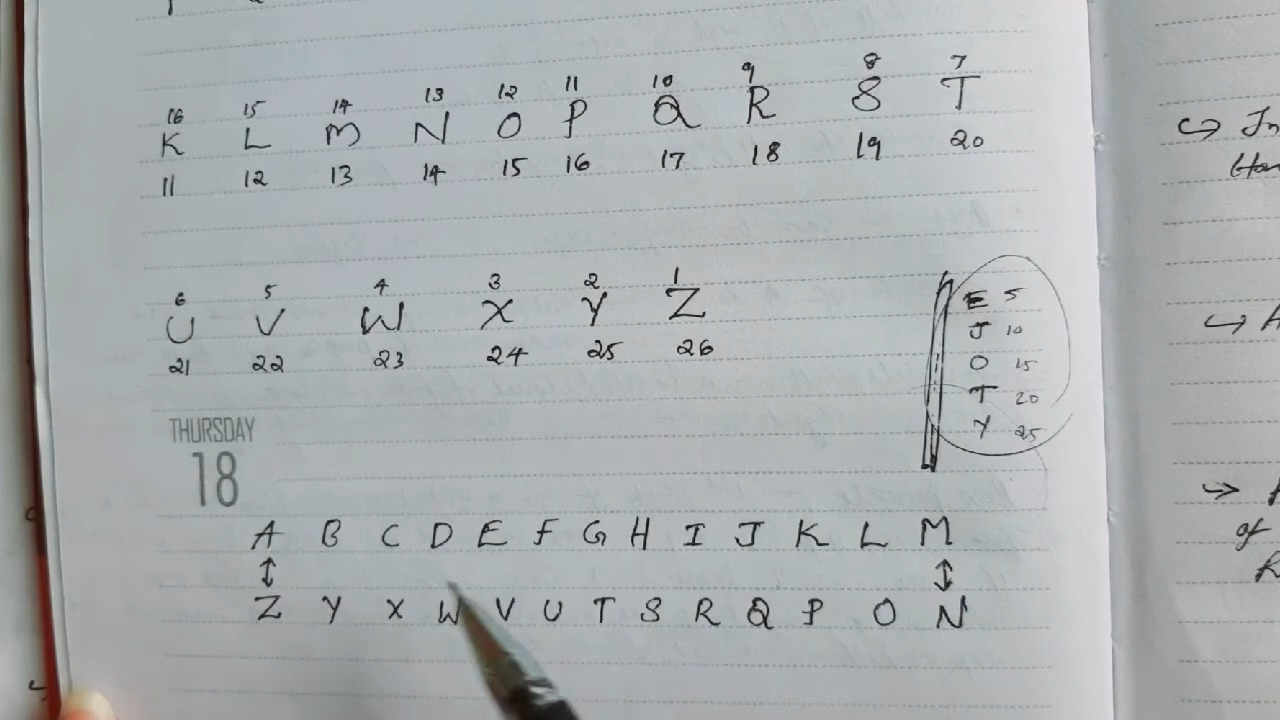 16 15 14 13 12 11 10 9 8 7
K L M N O P Q R S T
11 12 13 14 15 16 17 18 19 20
6 5 4 3 2 1
U V W X Y Z
21 22 23 24 25 26
E 5
J 10
O 15
T 20
Y 25
THURSDAY
18
A B C D E F G H I J K L M
↕ ↕
Z Y X W V U T S R Q P O N
of